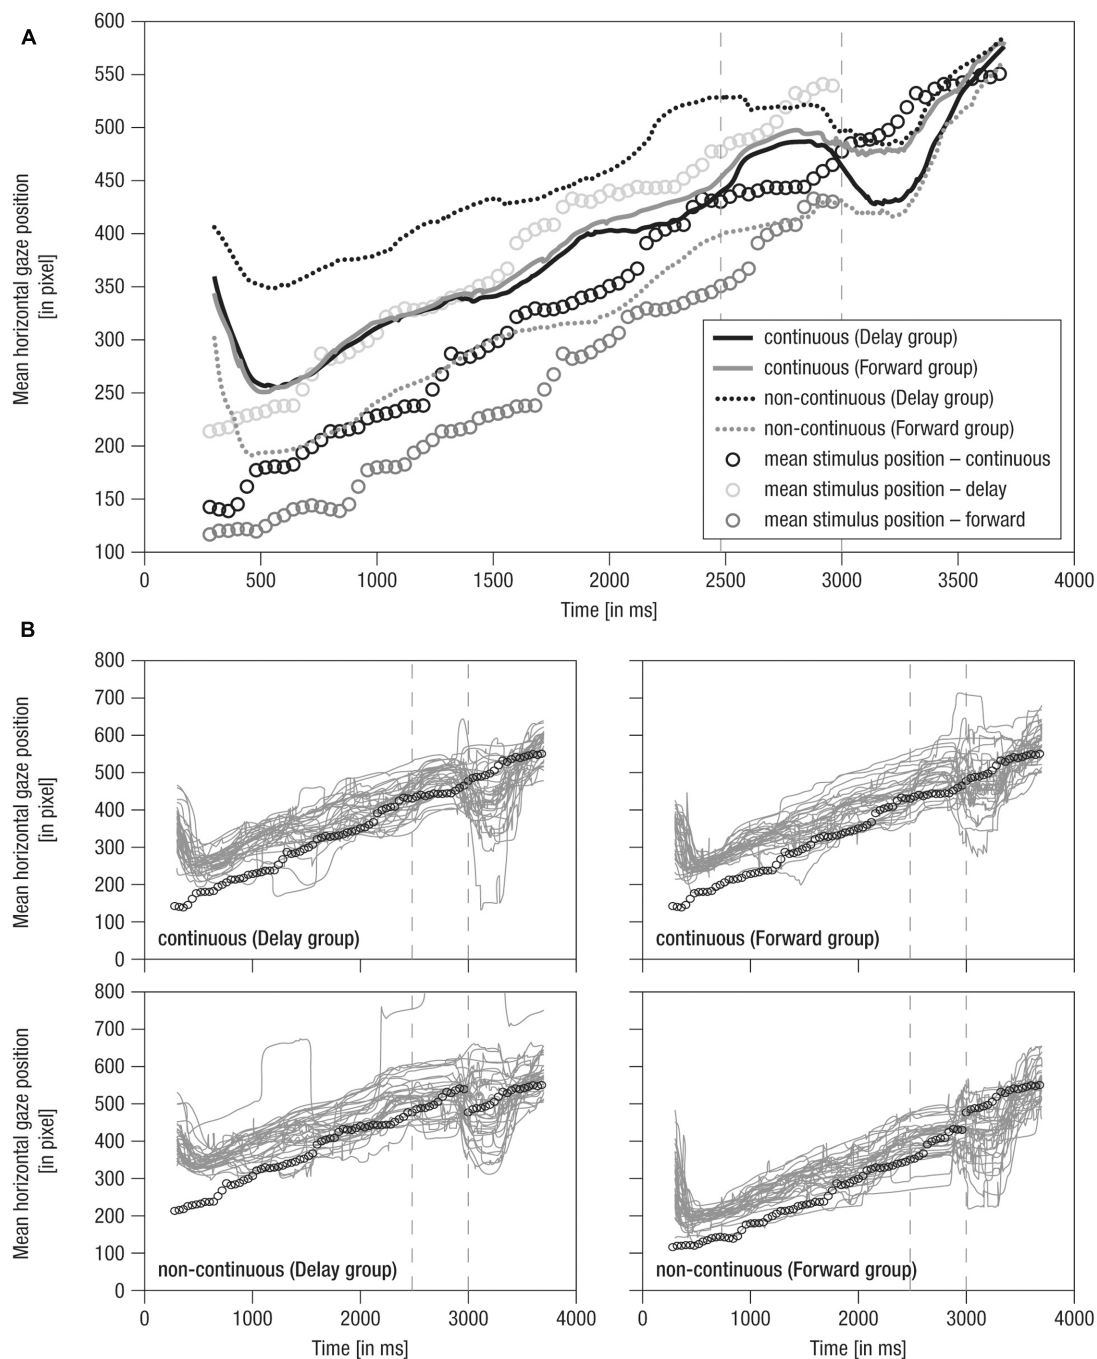 A
600
550
500
450
400
350
300
250
200
150
100
Mean horizontal gaze position
[in pixel]
continuous (Delay group)
continuous (Forward group)
non-continuous (Delay group)
non-continuous (Forward group)
mean stimulus position – continuous
mean stimulus position – delay
mean stimulus position – forward
0 500 1000 1500 2000 2500 3000 3500 4000
Time [in ms]
B
800
700
600
500
400
300
200
100
0
Mean horizontal gaze position
[in pixel]
continuous (Delay group)
continuous (Forward group)
800
700
600
500
400
300
200
100
0
Mean horizontal gaze position
[in pixel]
non-continuous (Delay group)
non-continuous (Forward group)
0 1000 2000 3000 4000
0 1000 2000 3000 4000
Time [in ms]
Time [in ms]